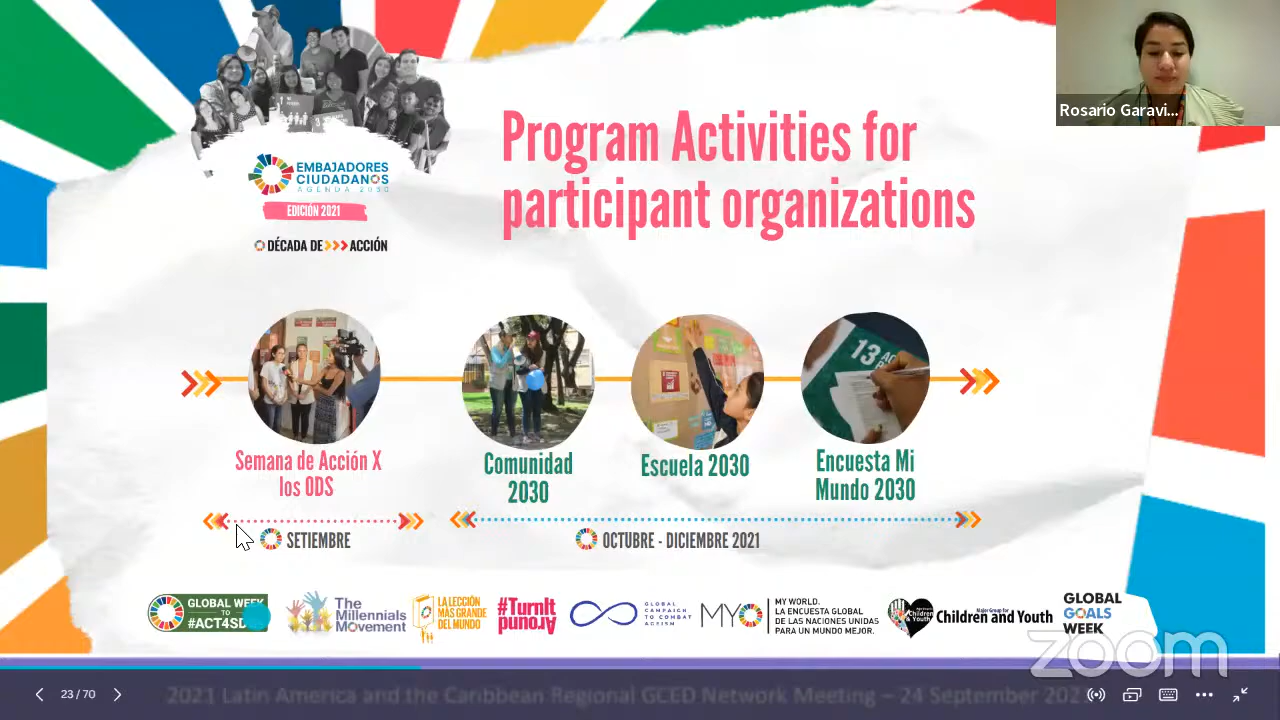 Rosario Garavi...
EMBAJADORES
CIUDADANOS
AGENDA 2030
EDICIÓN 2021
DÉCADA DE ACCIÓN
Program Activities for
participant organizations
13
Semana de Acción X
los ODS
Comunidad
2030
Escuela 2030
Encuesta Mi
Mundo 2030
SETIEMBRE
OCTUBRE - DICIEMBRE 2021
GLOBAL WEEK
TO
#ACT4SD
The
Millennials
Movement
LA LECCIÓN
MÁS GRANDE
DEL MUNDO
#TurnIt
Around
GLOBAL
CAMPAIGN
TO COMBAT
AGEISM
MY
MY WORLD.
LA ENCUESTA GLOBAL
DE LAS NACIONES UNIDAS
PARA UN MUNDO MEJOR.
Children
& Youth
Major Group for
Children and Youth
GLOBAL
GOALS
WEEK
zoom
23 / 70
2021 Latin America and the Caribbean Regional GCED Network Meeting – 24 September 202